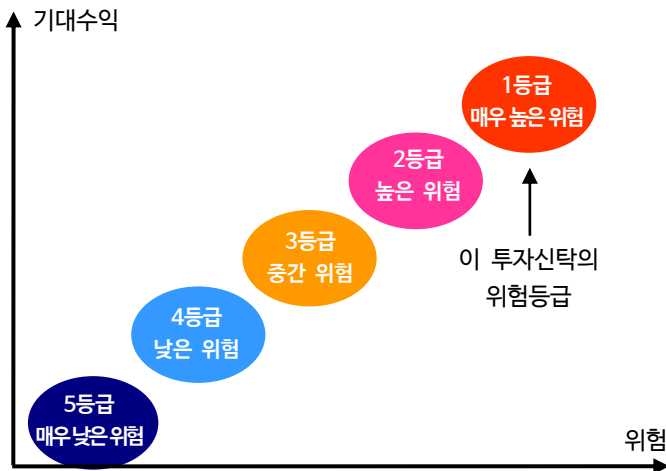 기대수익
1등급
매우 높은 위험
2등급
높은 위험
3등급
중간 위험
이 투자신탁의
위험등급
4등급
낮은 위험
5등급
매우 낮은 위험
위험